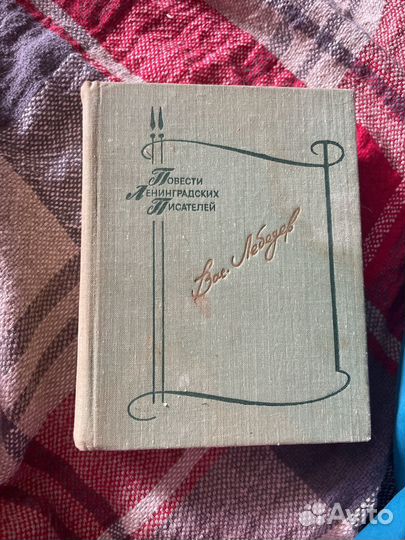 Повести
Ленинградских
Писателей
Вас. Лебедев
Avito